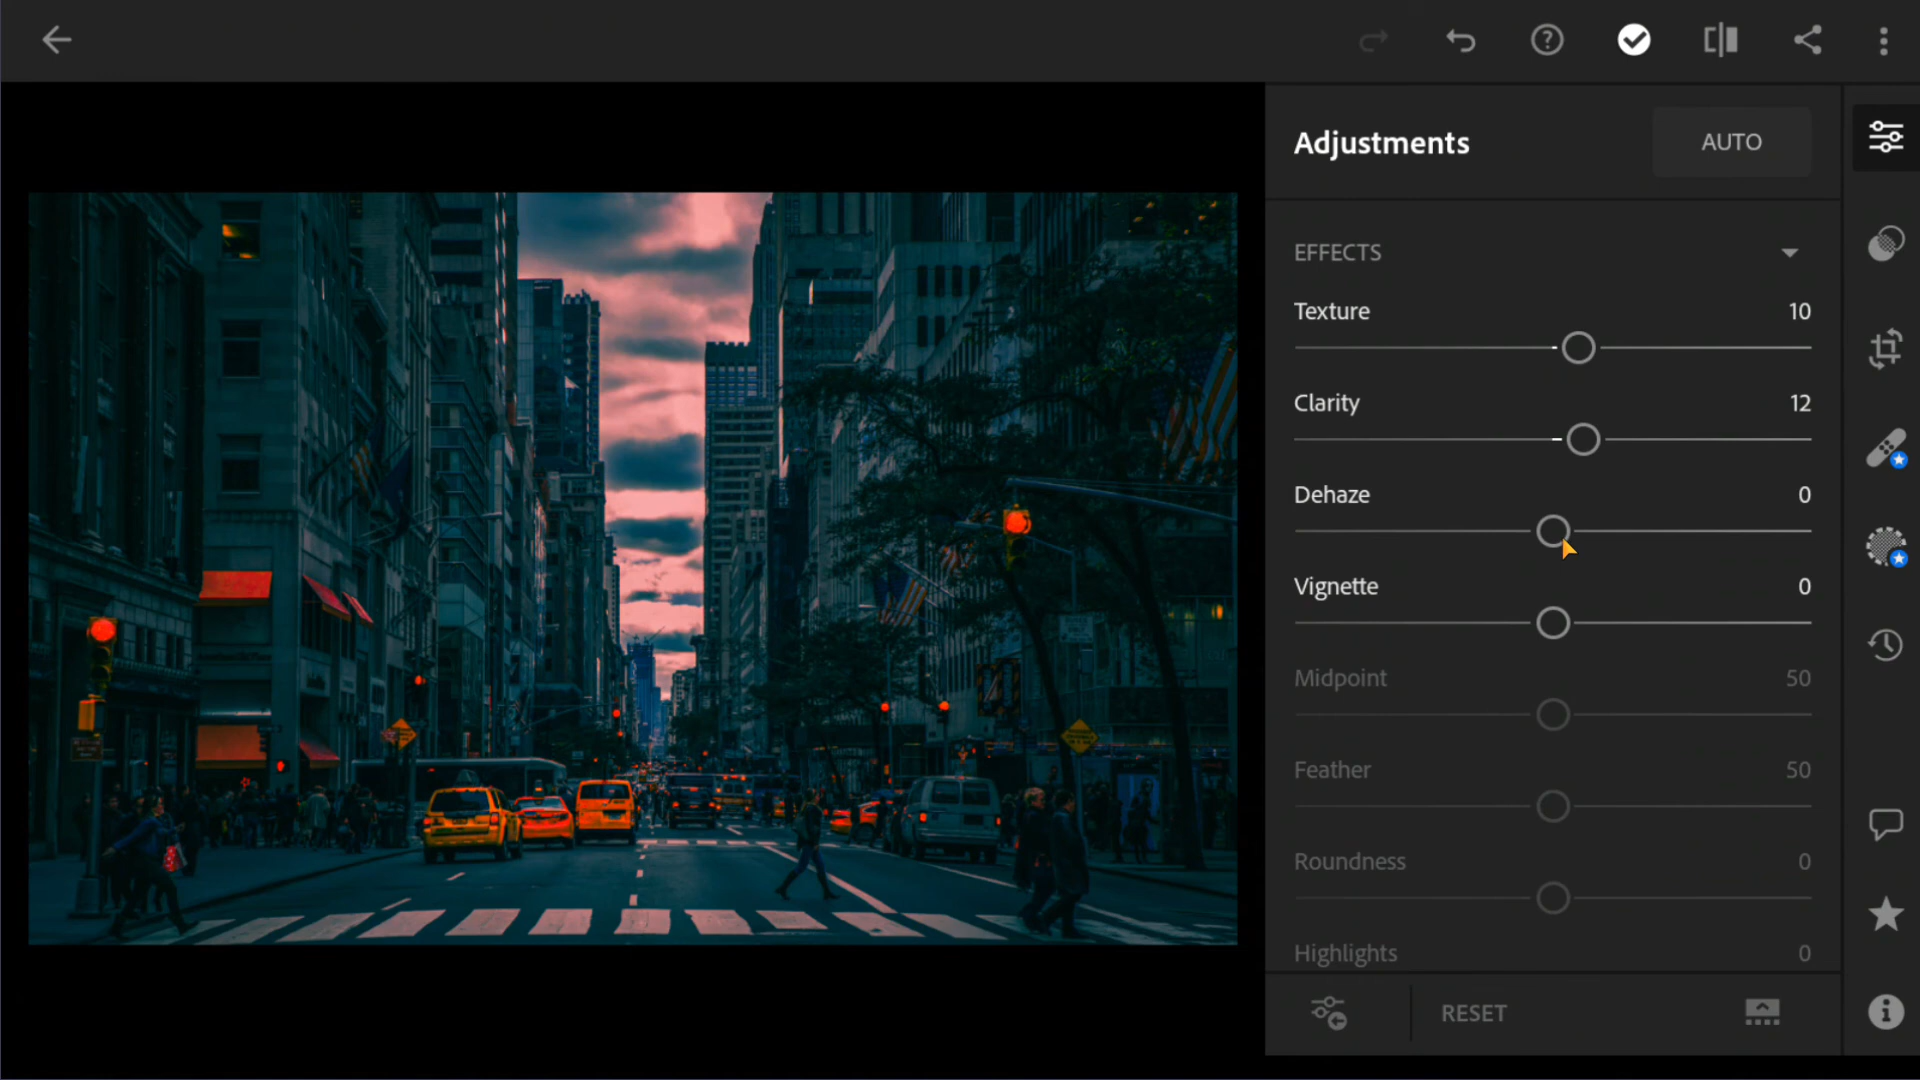 Adjustments
AUTO
EFFECTS
Texture 10
Clarity 12
Dehaze 0
Vignette 0
Midpoint 50
Feather 50
Roundness 0
Highlights 0
RESET